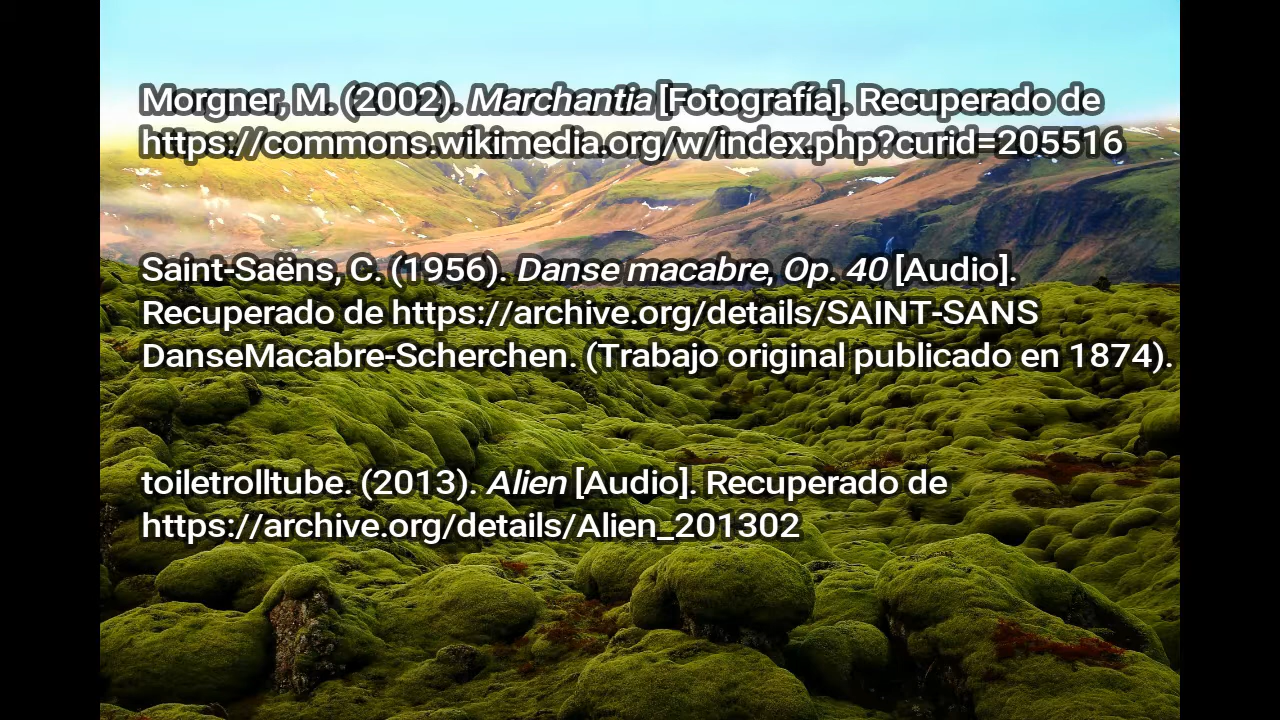 Morgner, M. (2002). Marchantia [Fotografía]. Recuperado de
https://commons.wikimedia.org/w/index.php?curid=205516
Saint-Saëns, C. (1956). Danse macabre, Op. 40 [Audio].
Recuperado de https://archive.org/details/SAINT-SANS
DanseMacabre-Scherchen. (Trabajo original publicado en 1874).
toiletrolltube. (2013). Alien [Audio]. Recuperado de
https://archive.org/details/Alien_201302